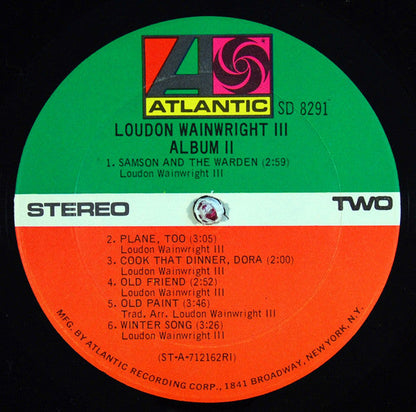 ATLANTIC SD 8291
LOUDON WAINWRIGHT III
ALBUM II
1. SAMSON AND THE WARDEN (2:59)
Loudon Wainwright III
STEREO TWO
2. PLANE, TOO (3:05)
Loudon Wainwright III
3. COOK THAT DINNER, DORA (2:00)
Loudon Wainwright III
4. OLD FRIEND (2:52)
Loudon Wainwright III
5. OLD PAINT (3:46)
Trad. Arr. Loudon Wainwright III
6. WINTER SONG (3:26)
Loudon Wainwright III
(ST-A-712162RI)
MFG. BY ATLANTIC RECORDING CORP., 1841 BROADWAY, NEW YORK, N.Y.